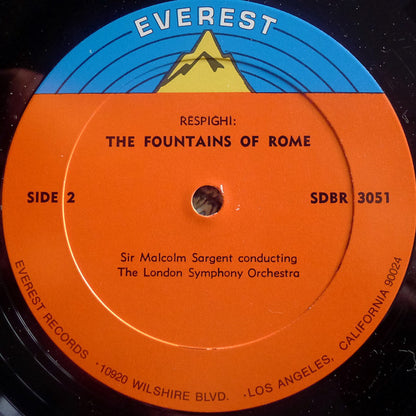 EVEREST
RESPIGHI:
THE FOUNTAINS OF ROME
SIDE 2
SDBR 3051
Sir Malcolm Sargent conducting
The London Symphony Orchestra
EVEREST RECORDS · 10920 WILSHIRE BLVD. · LOS ANGELES, CALIFORNIA 90024